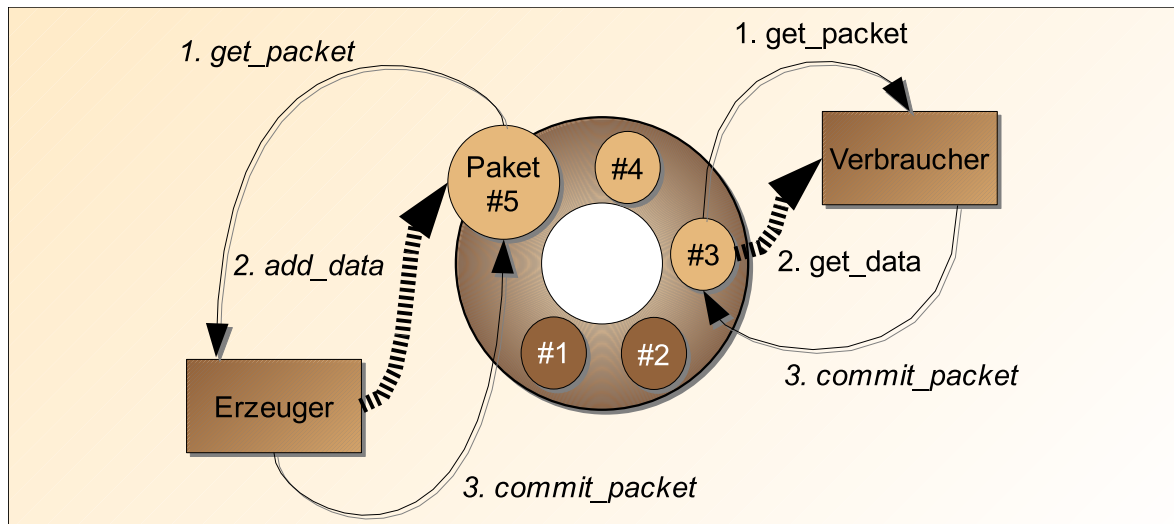 1. get_packet
1. get_packet
Paket
#5
#4
Verbraucher
#3
2. add_data
2. get_data
#1
#2
3. commit_packet
Erzeuger
3. commit_packet